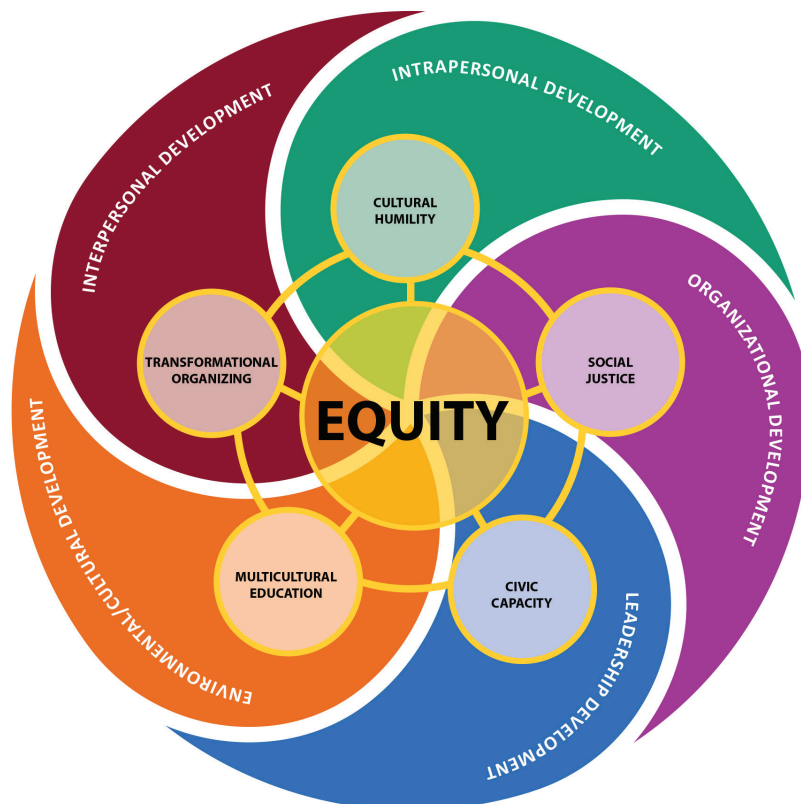 INTRAPERSONAL DEVELOPMENT
INTERPERSONAL DEVELOPMENT
CULTURAL
HUMILITY
ORGANIZATIONAL DEVELOPMENT
TRANSFORMATIONAL
ORGANIZING
SOCIAL
JUSTICE
EQUITY
ENVIRONMENTAL/CULTURAL DEVELOPMENT
MULTICULTURAL
EDUCATION
CIVIC
CAPACITY
LEADERSHIP DEVELOPMENT